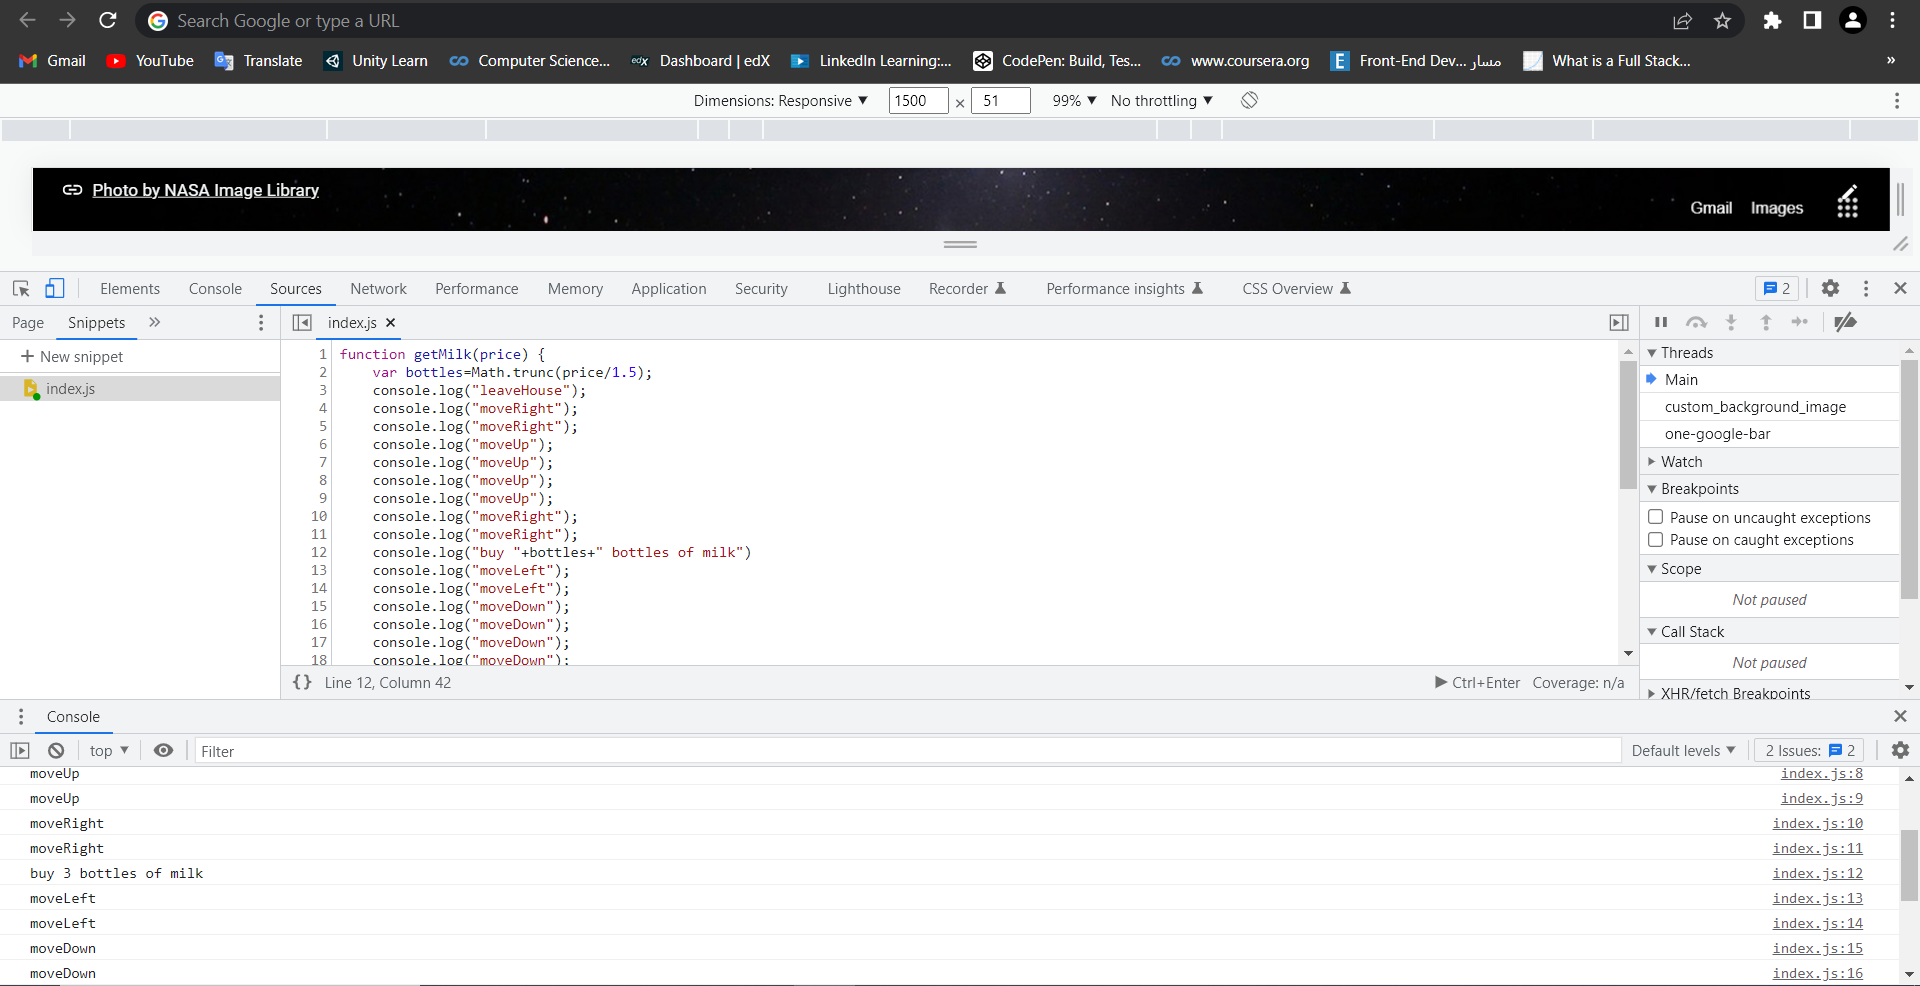 Search Google or type a URL
Gmail YouTube Translate Unity Learn Computer Science... edX Dashboard | edX LinkedIn Learning:... CodePen: Build, Tes... www.coursera.org Front-End Dev... مسار What is a Full Stack... »
Dimensions: Responsive ▼ 1500 × 51 99% ▼ No throttling ▼
Photo by NASA Image Library
Gmail Images
Elements Console Sources Network Performance Memory Application Security Lighthouse Recorder Performance insights CSS Overview 2
Page Snippets »
index.js ×
+ New snippet
index.js
1 function getMilk(price) {
2 var bottles=Math.trunc(price/1.5);
3 console.log("leaveHouse");
4 console.log("moveRight");
5 console.log("moveRight");
6 console.log("moveUp");
7 console.log("moveUp");
8 console.log("moveUp");
9 console.log("moveUp");
10 console.log("moveRight");
11 console.log("moveRight");
12 console.log("buy "+bottles+" bottles of milk")
13 console.log("moveLeft");
14 console.log("moveLeft");
15 console.log("moveDown");
16 console.log("moveDown");
17 console.log("moveDown");
18 console.log("moveDown");
{} Line 12, Column 42
Ctrl+Enter Coverage: n/a
Threads
Main
custom_background_image
one-google-bar
Watch
Breakpoints
Pause on uncaught exceptions
Pause on caught exceptions
Scope
Not paused
Call Stack
Not paused
XHR/fetch Breakpoints
Console
top ▼ Filter Default levels ▼ 2 Issues: 2
moveUp index.js:8
moveUp index.js:9
moveRight index.js:10
moveRight index.js:11
buy 3 bottles of milk index.js:12
moveLeft index.js:13
moveLeft index.js:14
moveDown index.js:15
moveDown index.js:16